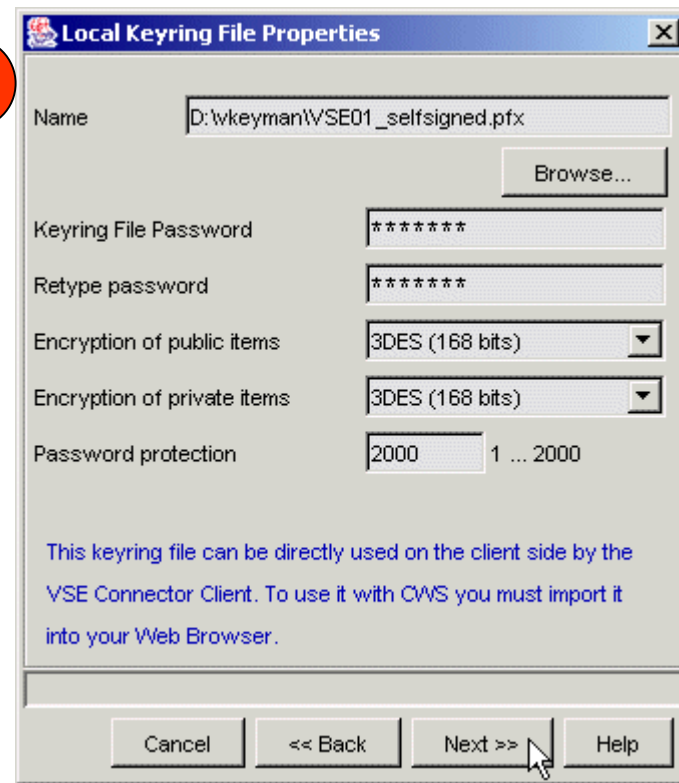 Local Keyring File Properties
Name D:\vkeyman\VSE01_selfsigned.pfx
Browse...
Keyring File Password *******
Retype password *******
Encryption of public items 3DES (168 bits)
Encryption of private items 3DES (168 bits)
Password protection 2000 1 ... 2000
This keyring file can be directly used on the client side by the
VSE Connector Client. To use it with CWS you must import it
into your Web Browser.
Cancel << Back Next >> Help